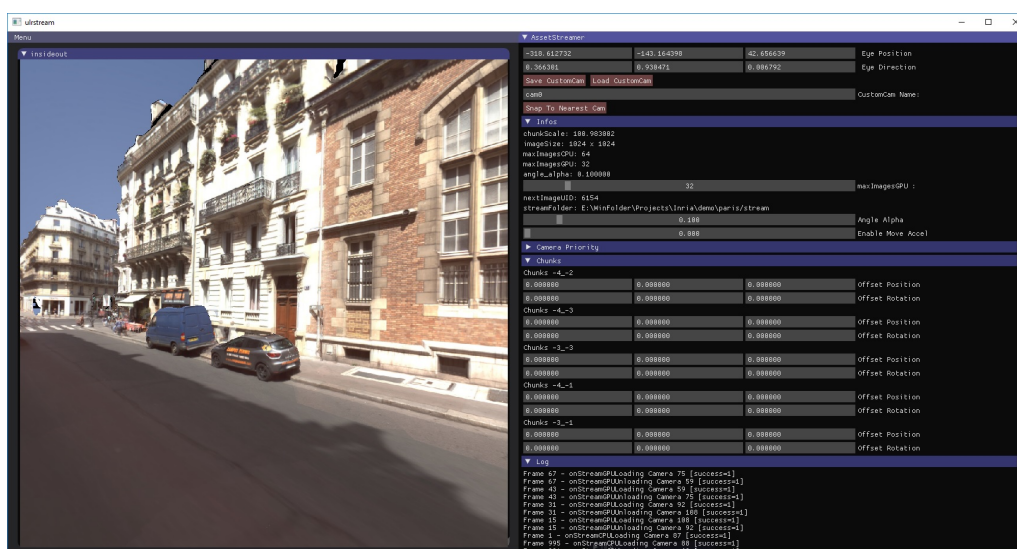 ulrstream
Menu
insideout
AssetStreamer
-318.612732 -143.164398 42.656639 Eye Position
0.366301 0.930471 0.006792 Eye Direction
Save CustomCam Load CustomCam
cam0 CustomCam Name:
Snap To Nearest Cam
Infos
chunkScale: 100.983002
imageSize: 1024 x 1024
maxImagesCPU: 64
maxImagesGPU: 32
angle_alpha: 0.100000
32 maxImagesGPU :
nextImageUID: 6154
streamFolder: E:\WinFolder\Projects\Inria\demo\paris/stream
0.100 Angle Alpha
0.000 Enable Move Accel
Camera Priority
Chunks
Chunks -4_-2
0.000000 0.000000 0.000000 Offset Position
0.000000 0.000000 0.000000 Offset Rotation
Chunks -4_-3
0.000000 0.000000 0.000000 Offset Position
0.000000 0.000000 0.000000 Offset Rotation
Chunks -3_-3
0.000000 0.000000 0.000000 Offset Position
0.000000 0.000000 0.000000 Offset Rotation
Chunks -4_-1
0.000000 0.000000 0.000000 Offset Position
0.000000 0.000000 0.000000 Offset Rotation
Chunks -3_-1
0.000000 0.000000 0.000000 Offset Position
0.000000 0.000000 0.000000 Offset Rotation
Log
Frame 67 - onStreamGPULoading Camera 75 [success=1]
Frame 67 - onStreamGPUUnloading Camera 59 [success=1]
Frame 43 - onStreamGPULoading Camera 59 [success=1]
Frame 43 - onStreamGPUUnloading Camera 75 [success=1]
Frame 31 - onStreamGPULoading Camera 92 [success=1]
Frame 31 - onStreamGPUUnloading Camera 108 [success=1]
Frame 15 - onStreamGPULoading Camera 108 [success=1]
Frame 15 - onStreamGPUUnloading Camera 92 [success=1]
Frame 1 - onStreamCPULoading Camera 87 [success=1]
Frame 995 - onStreamCPULoading Camera 88 [success=1]